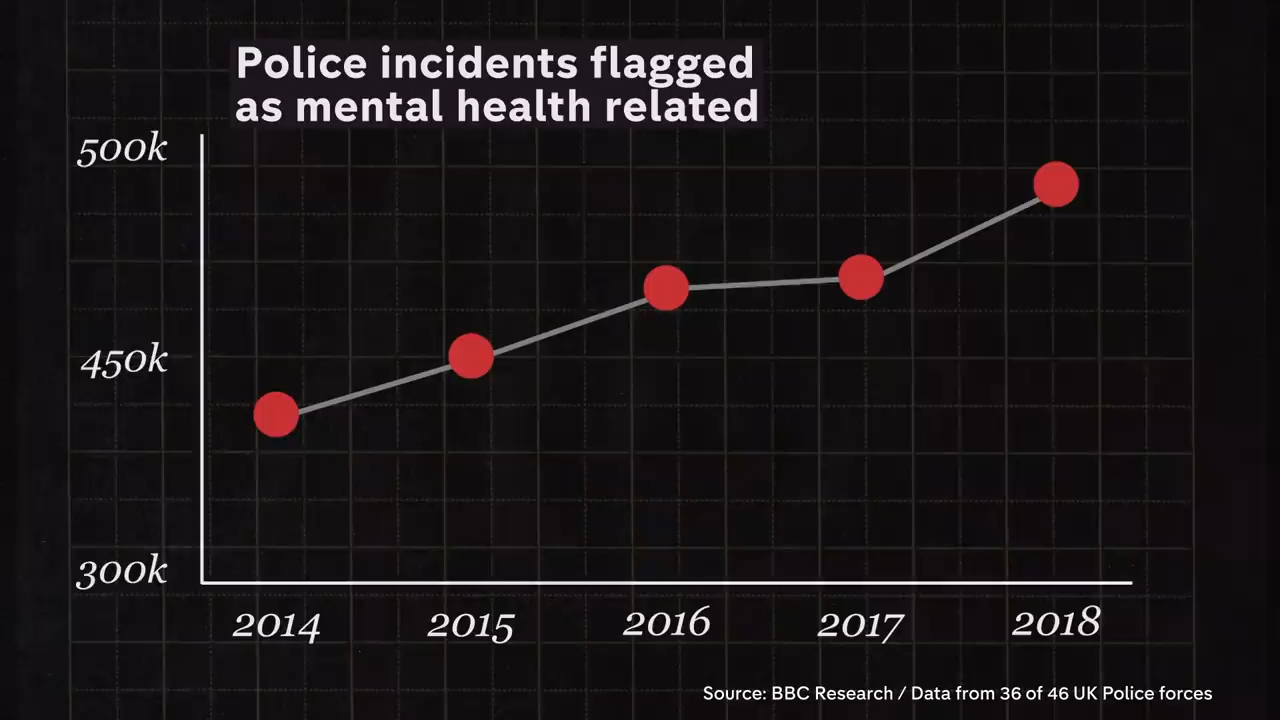 Police incidents flagged
as mental health related
500k
450k
300k
2014 2015 2016 2017 2018
Source: BBC Research / Data from 36 of 46 UK Police forces